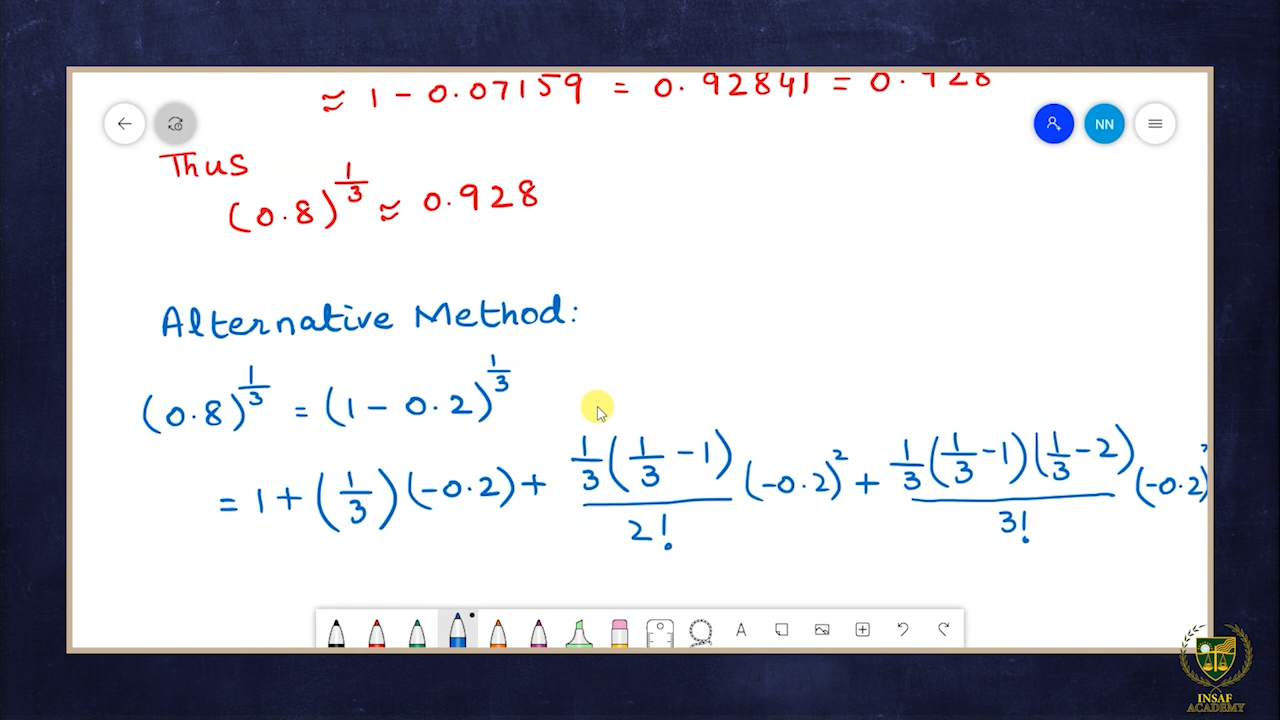 ≈ 1 - 0.07159 = 0.92841 = 0.928
NN
Thus
(0.8)^(1/3) ≈ 0.928
Alternative Method:
(0.8)^(1/3) = (1 - 0.2)^(1/3)
= 1 + (1/3)(-0.2) + (1/3(1/3 - 1))/2! (-0.2)^2 + (1/3(1/3 - 1)(1/3 - 2))/3! (-0.2)
A
INSAF
ACADEMY